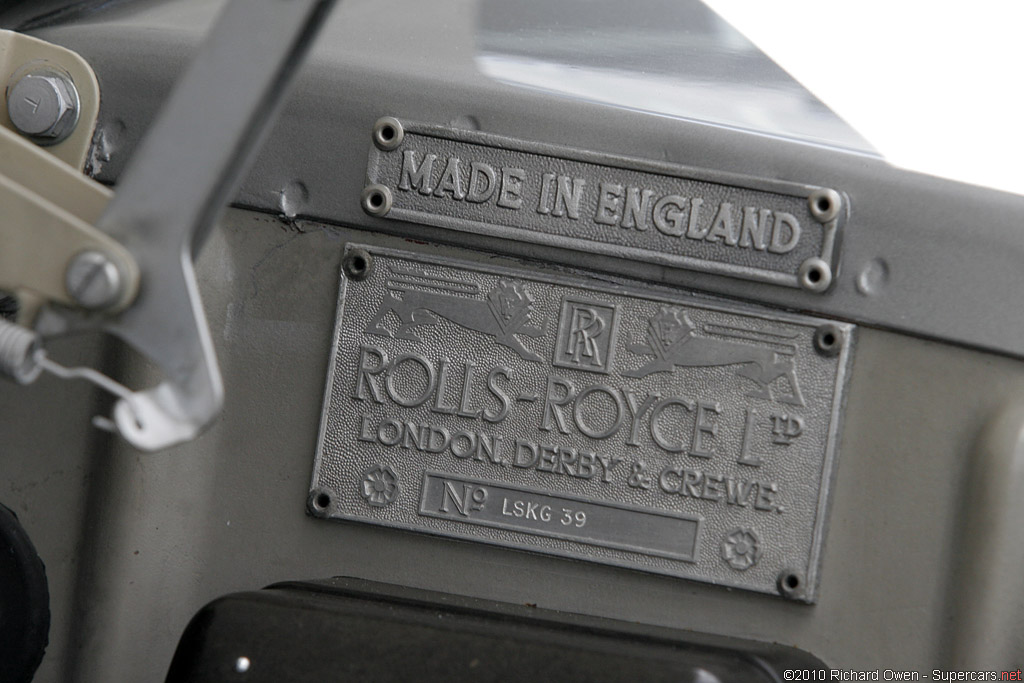 MADE IN ENGLAND
RR
ROLLS-ROYCE LTD
LONDON. DERBY & CREWE.
Nº LSKG 39
©2010 Richard Owen - Supercars.net